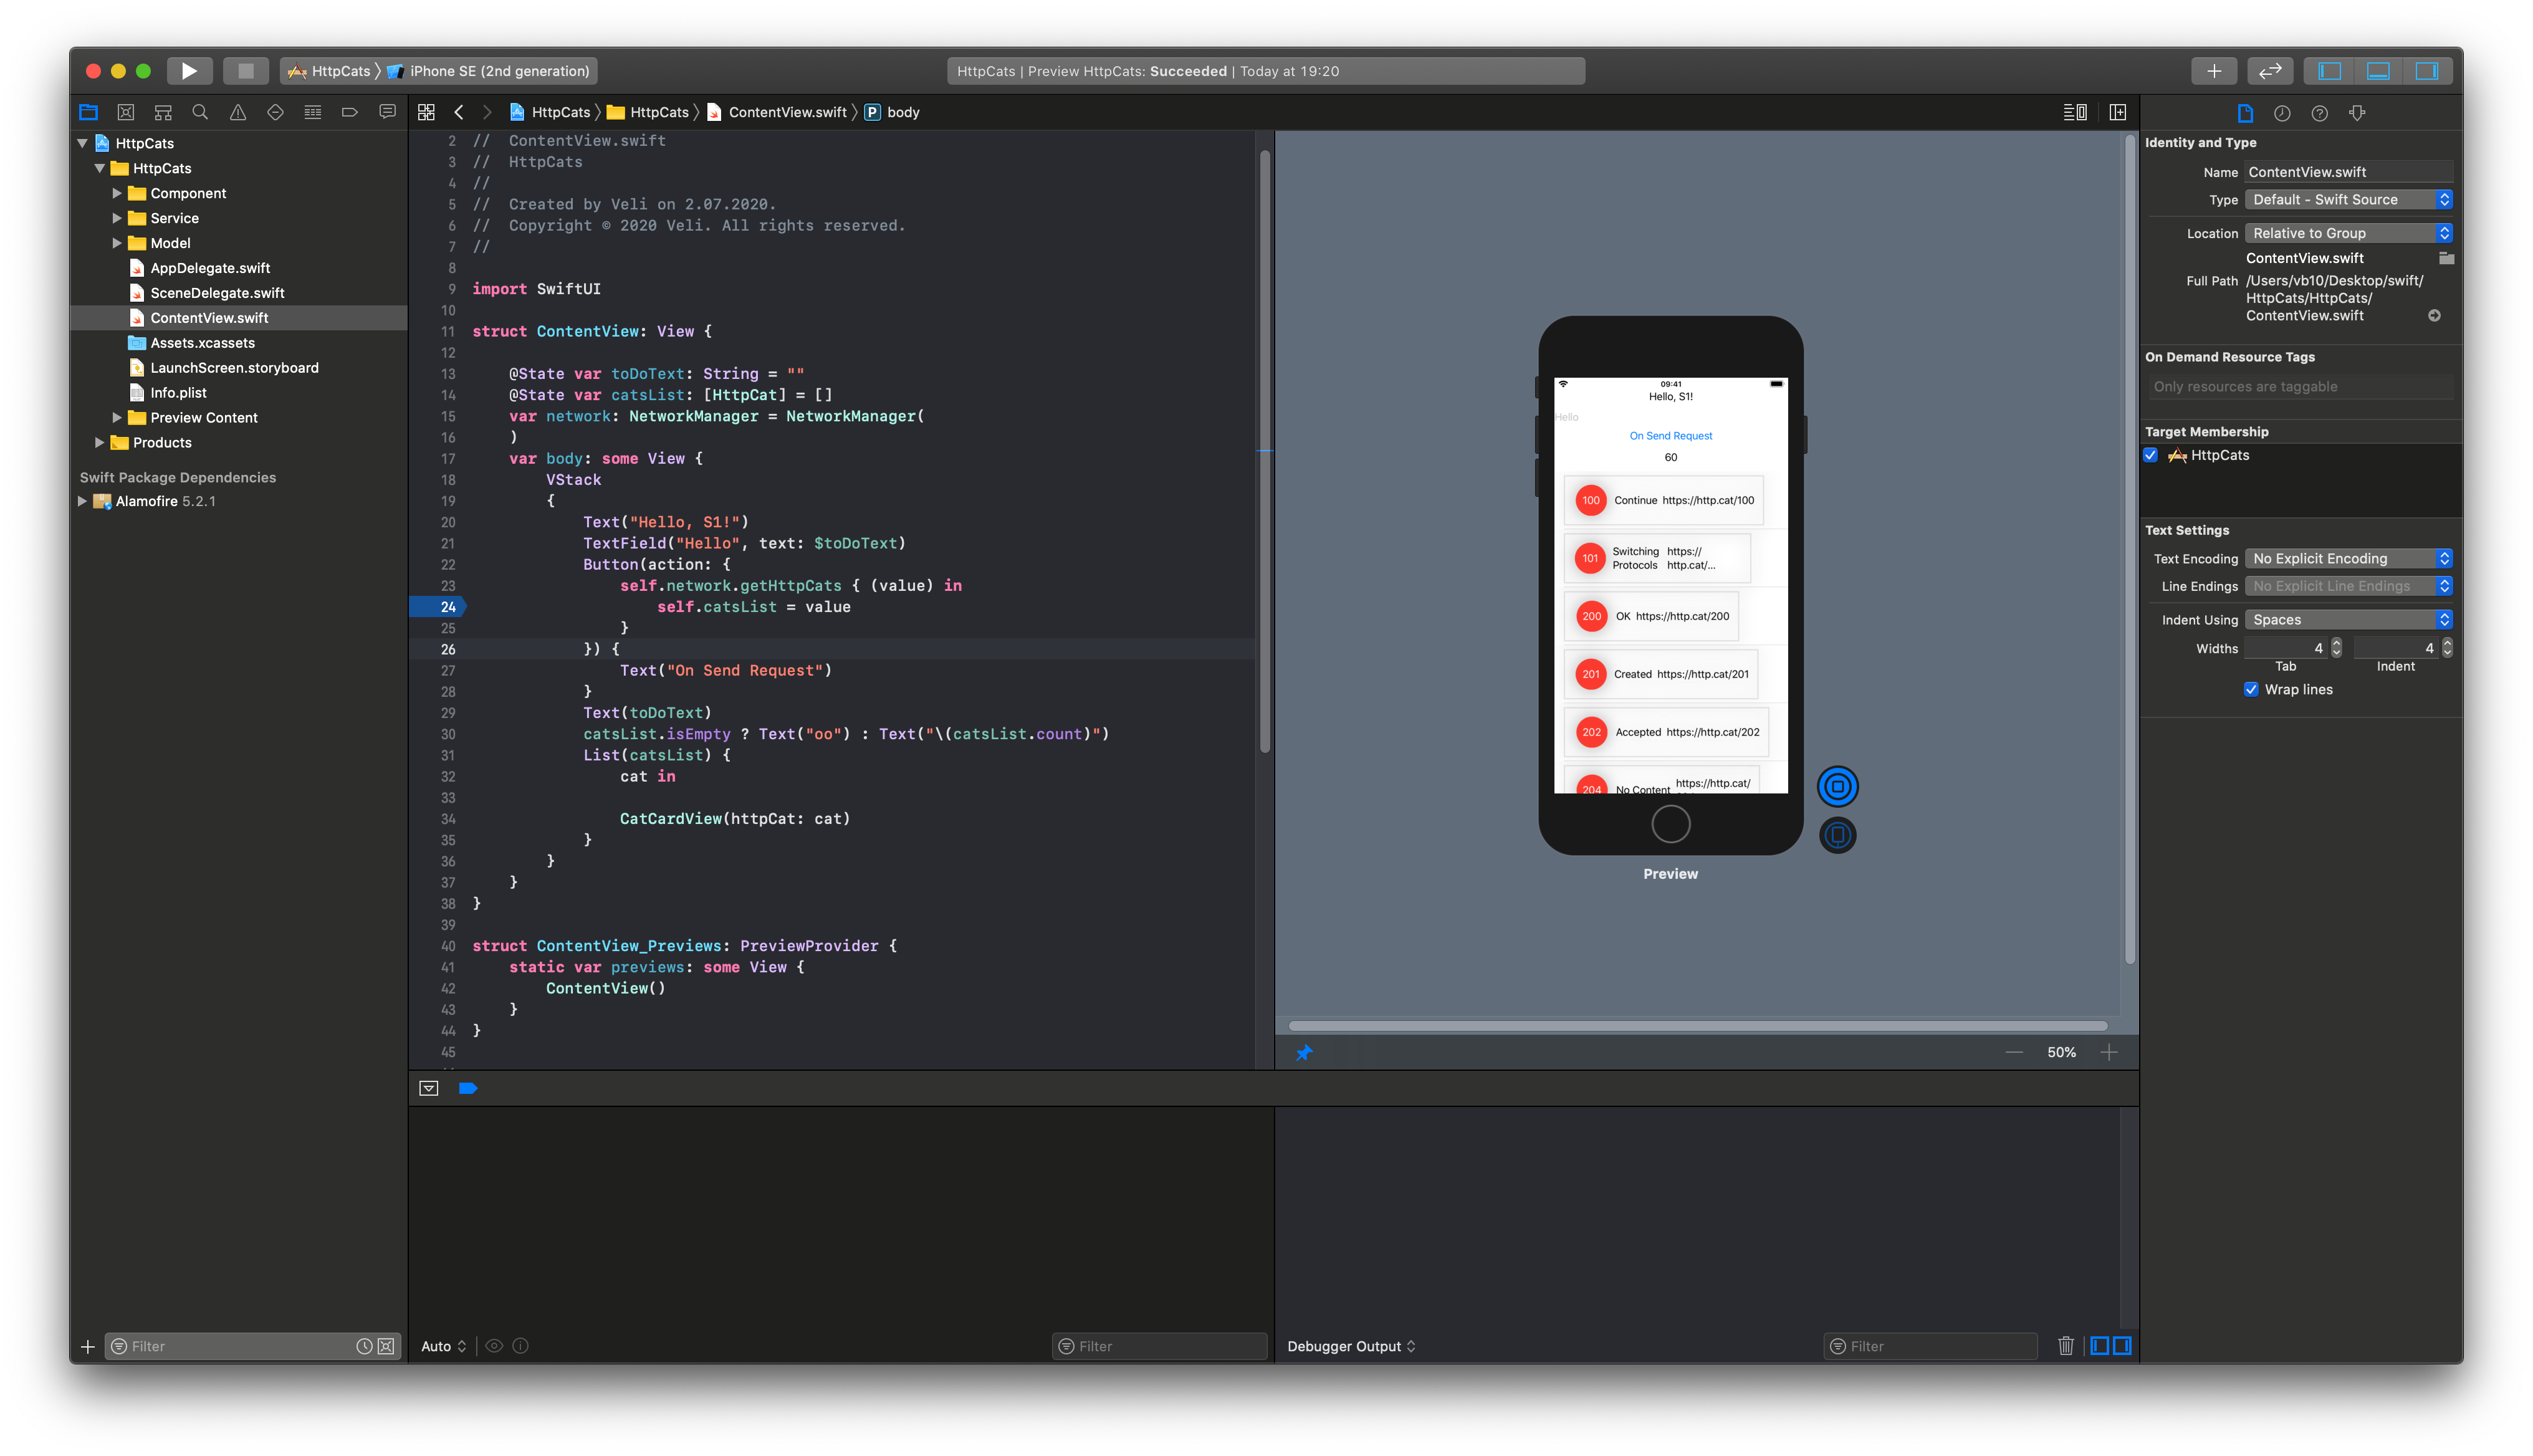 HttpCats 〉 iPhone SE (2nd generation)
HttpCats | Preview HttpCats: Succeeded | Today at 19:20
HttpCats
HttpCats
Component
Service
Model
AppDelegate.swift
SceneDelegate.swift
ContentView.swift
Assets.xcassets
LaunchScreen.storyboard
Info.plist
Preview Content
Products
Swift Package Dependencies
Alamofire 5.2.1
Filter
HttpCats 〉 HttpCats 〉 ContentView.swift 〉 P body
2 //  ContentView.swift
3 //  HttpCats
4 //
5 //  Created by Veli on 2.07.2020.
6 //  Copyright © 2020 Veli. All rights reserved.
7 //
8
9 import SwiftUI
10
11 struct ContentView: View {
12
13     @State var toDoText: String = ""
14     @State var catsList: [HttpCat] = []
15     var network: NetworkManager = NetworkManager(
16     )
17     var body: some View {
18         VStack
19         {
20             Text("Hello, S1!")
21             TextField("Hello", text: $toDoText)
22             Button(action: {
23                 self.network.getHttpCats { (value) in
24                     self.catsList = value
25                 }
26             }) {
27                 Text("On Send Request")
28             }
29             Text(toDoText)
30             catsList.isEmpty ? Text("oo") : Text("\(catsList.count)")
31             List(catsList) {
32                 cat in
33
34                 CatCardView(httpCat: cat)
35             }
36         }
37     }
38 }
39
40 struct ContentView_Previews: PreviewProvider {
41     static var previews: some View {
42         ContentView()
43     }
44 }
45
09:41
Hello, S1!
Hello
On Send Request
60
100 Continue https://http.cat/100
101 Switching Protocols https://http.cat/...
200 OK https://http.cat/200
201 Created https://http.cat/201
202 Accepted https://http.cat/202
204 No Content https://http.cat/
Preview
50%
Auto
Filter
Debugger Output
Filter
Identity and Type
Name ContentView.swift
Type Default - Swift Source
Location Relative to Group
ContentView.swift
Full Path /Users/vb10/Desktop/swift/
HttpCats/HttpCats/
ContentView.swift
On Demand Resource Tags
Only resources are taggable
Target Membership
HttpCats
Text Settings
Text Encoding No Explicit Encoding
Line Endings No Explicit Line Endings
Indent Using Spaces
Widths 4 4
Tab Indent
Wrap lines